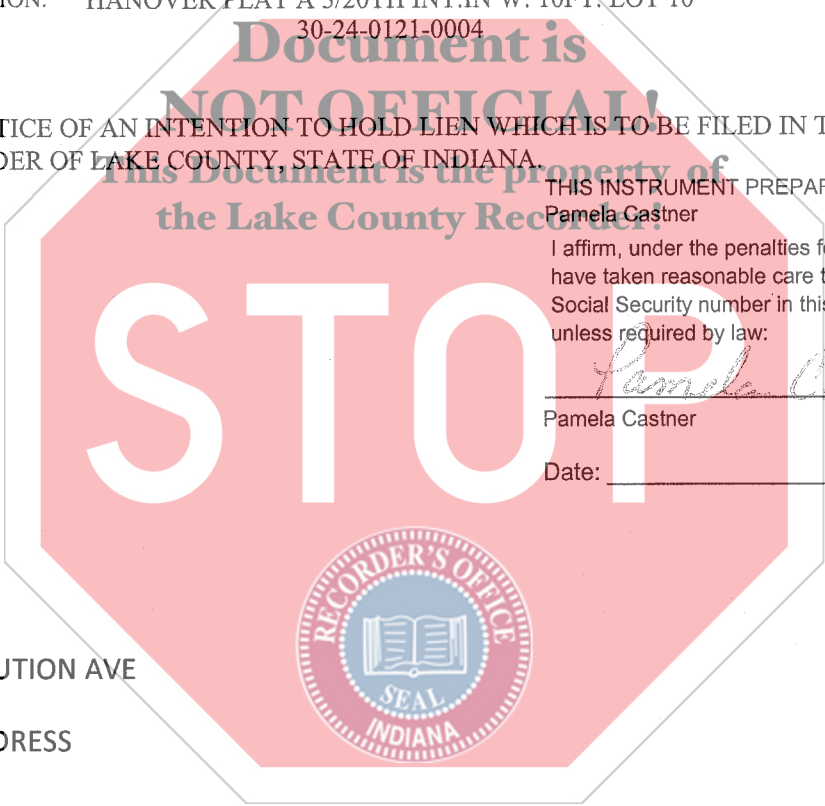 ION: HANOVER PLAT A 3/20TH INT.IN W. 10FT. LOT 10
30-24-0121-0004
Document is
NOT OFFICIAL!
TICE OF AN INTENTION TO HOLD LIEN WHICH IS TO BE FILED IN T
DER OF LAKE COUNTY, STATE OF INDIANA.
This Document is the property of
the Lake County Recorder!
THIS INSTRUMENT PREPAR
Pamela Castner
I affirm, under the penalties f
have taken reasonable care t
Social Security number in this
unless required by law:
Pamela C
Pamela Castner
Date:
STOP
RECORDER'S OFFICE
SEAL
INDIANA
UTION AVE
DRESS